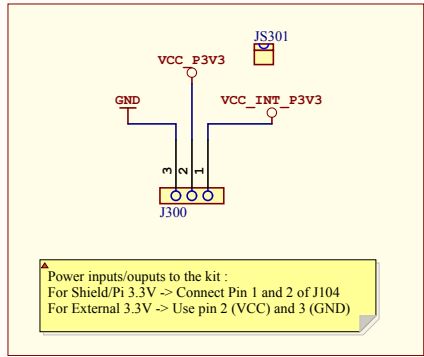 JS301
VCC_P3V3
GND
VCC_INT_P3V3
3
2
1
J300
Power inputs/ouputs to the kit :
For Shield/Pi 3.3V -> Connect Pin 1 and 2 of J104
For External 3.3V -> Use pin 2 (VCC) and 3 (GND)